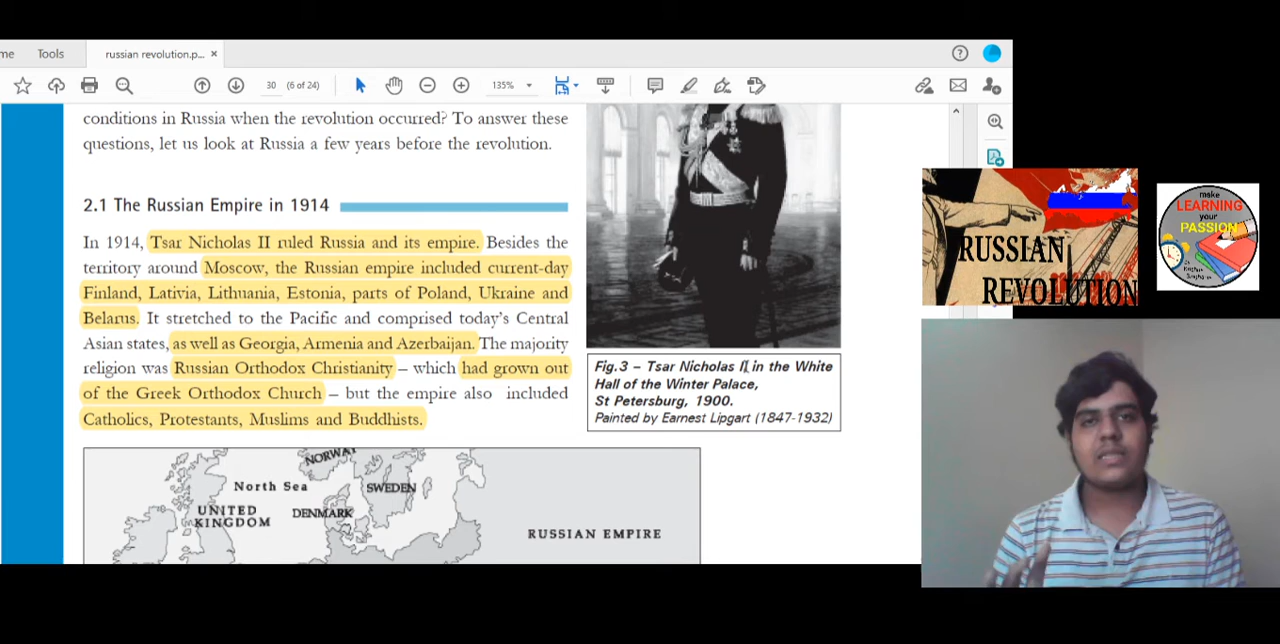 me Tools russian revolution.p... ×
30 (6 of 24) 135%
conditions in Russia when the revolution occurred? To answer these
questions, let us look at Russia a few years before the revolution.
2.1 The Russian Empire in 1914
In 1914, Tsar Nicholas II ruled Russia and its empire. Besides the
territory around Moscow, the Russian empire included current-day
Finland, Lativia, Lithuania, Estonia, parts of Poland, Ukraine and
Belarus. It stretched to the Pacific and comprised today's Central
Asian states, as well as Georgia, Armenia and Azerbaijan. The majority
religion was Russian Orthodox Christianity – which had grown out
of the Greek Orthodox Church – but the empire also included
Catholics, Protestants, Muslims and Buddhists.
Fig.3 – Tsar Nicholas II in the White
Hall of the Winter Palace,
St Petersburg, 1900.
Painted by Earnest Lipgart (1847-1932)
NORWAY
North Sea
SWEDEN
UNITED
KINGDOM
DENMARK
RUSSIAN EMPIRE
RUSSIAN
REVOLUTION
make
LEARNING
your
PASSION